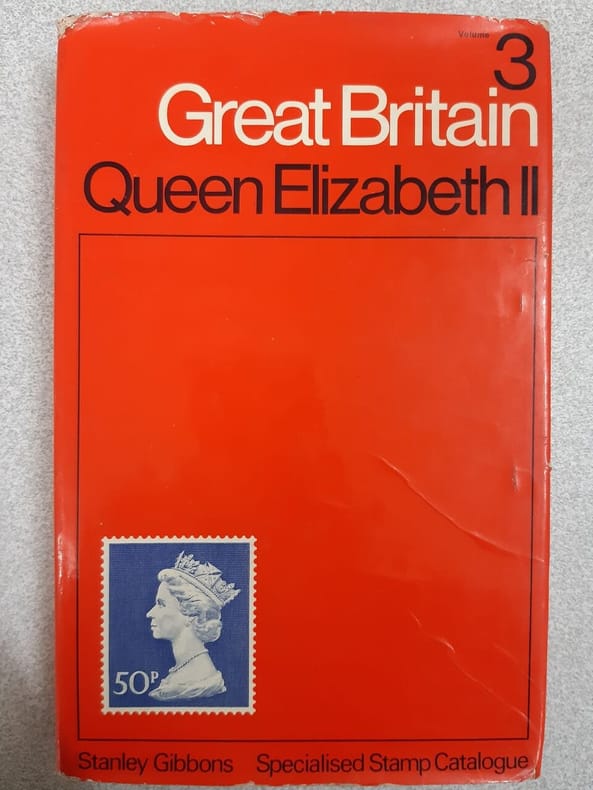 Volume 3
Great Britain
Queen Elizabeth II
50P
Stanley Gibbons Specialised Stamp Catalogue